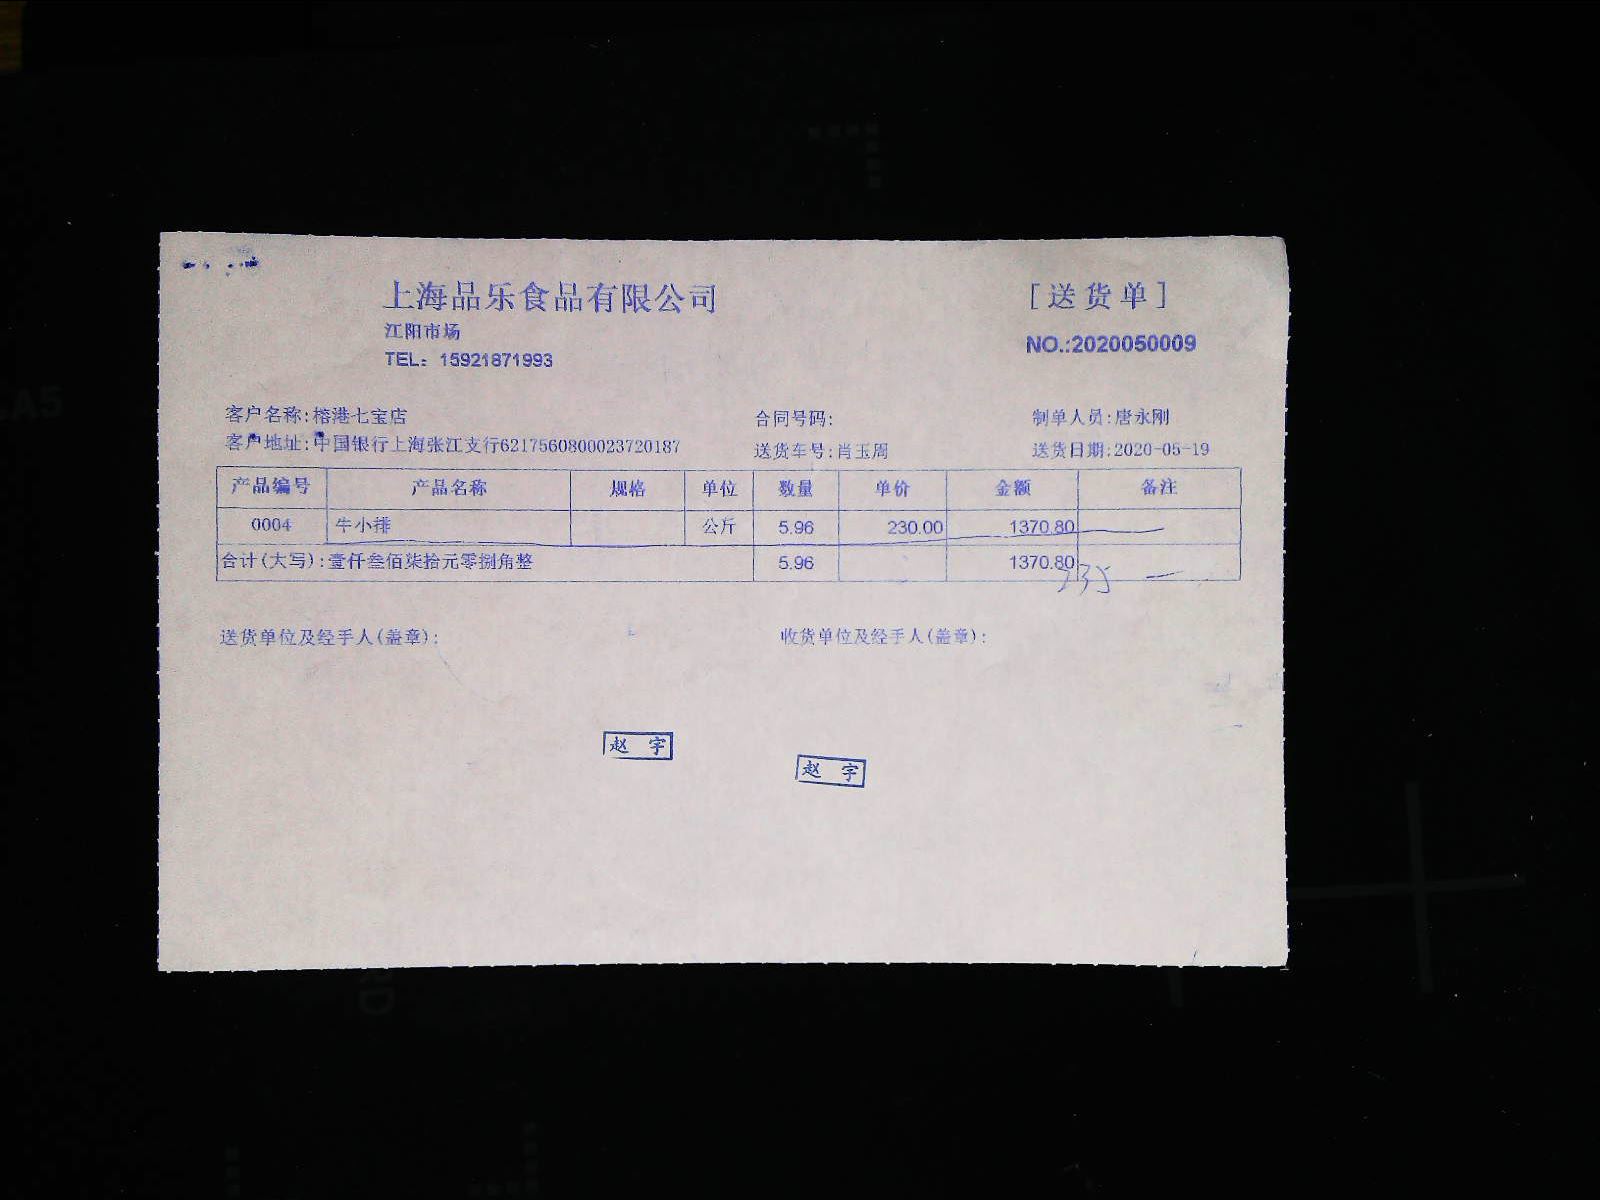 上海品乐食品有限公司 [送货单]
江阳市场
NO.:2020050009
TEL: 15921871993
客户名称:榕港七宝店 合同号码: 制单人员:唐永刚
客户地址:中国银行上海张江支行6217560800023720187 送货车号:肖玉周 送货日期:2020-05-19
产品编号 产品名称 规格 单位 数量 单价 金额 备注
0004 牛小排 公斤 5.96 230.00 1370.80
合计(大写):壹仟叁佰柒拾元零捌角整 5.96 1370.80
送货单位及经手人(盖章): 收货单位及经手人(盖章):
赵 宇
赵 宇